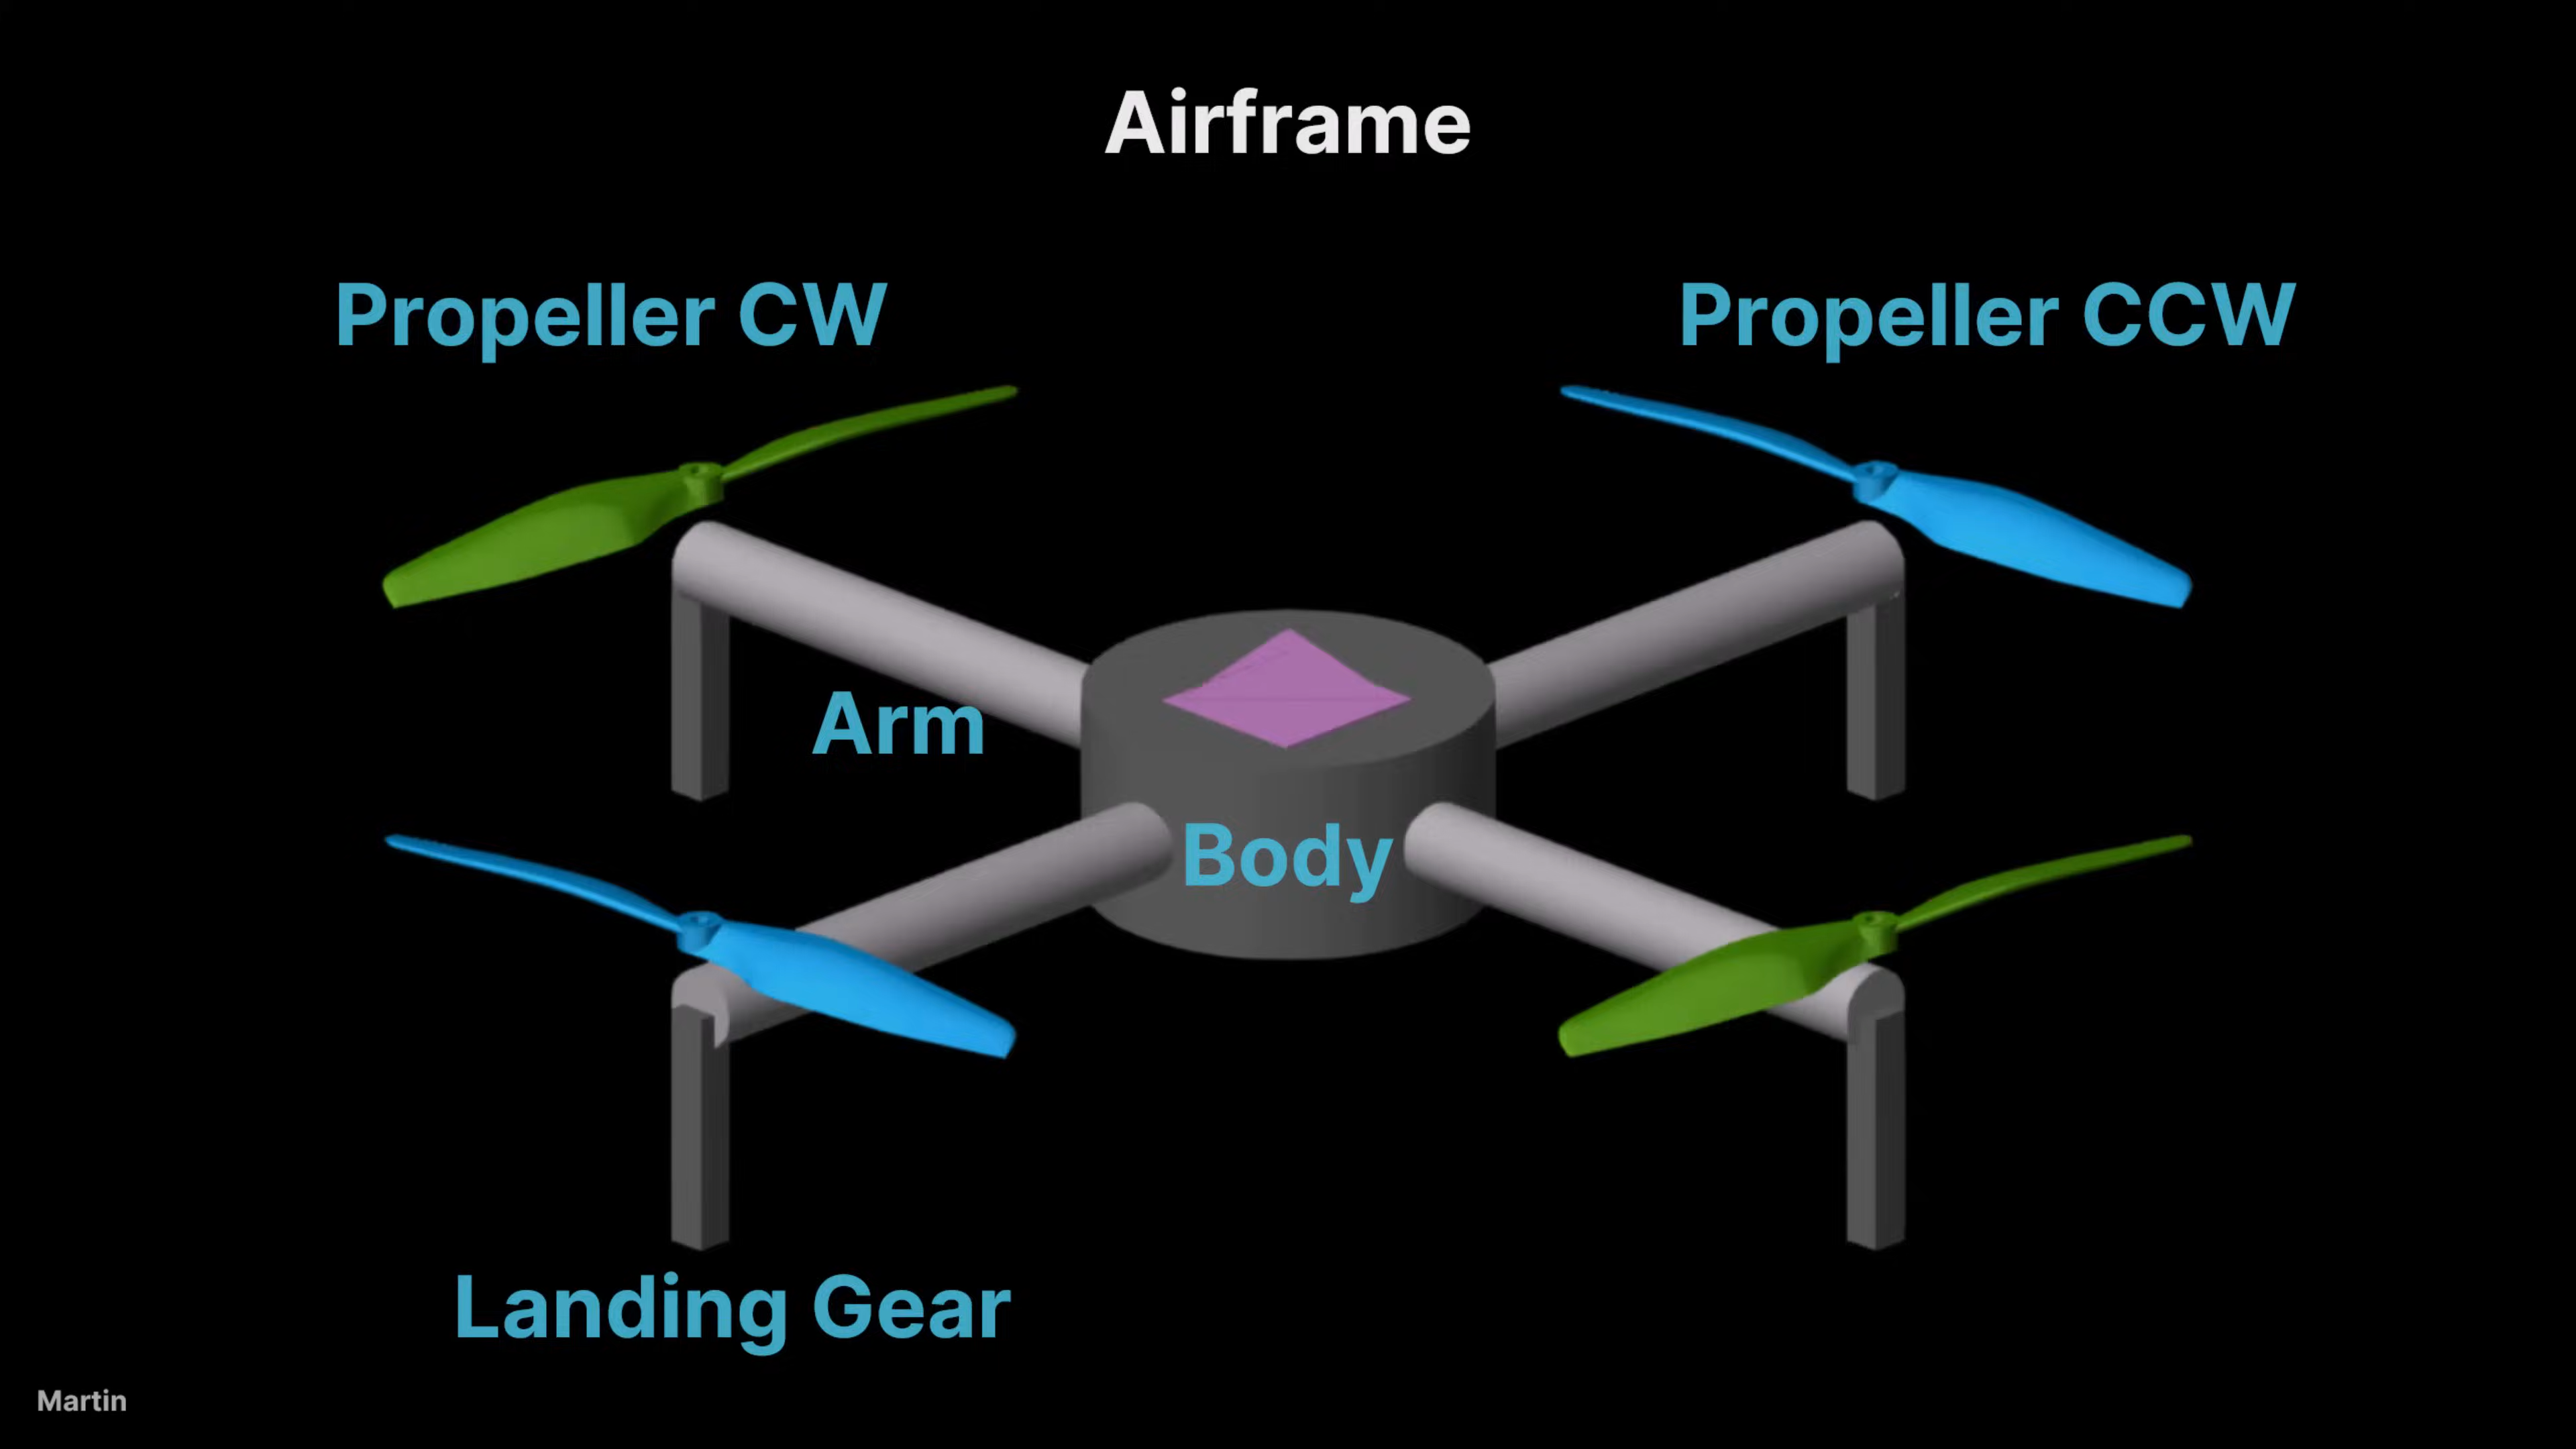 Airframe
Propeller CW
Propeller CCW
Arm
Body
Landing Gear
Martin